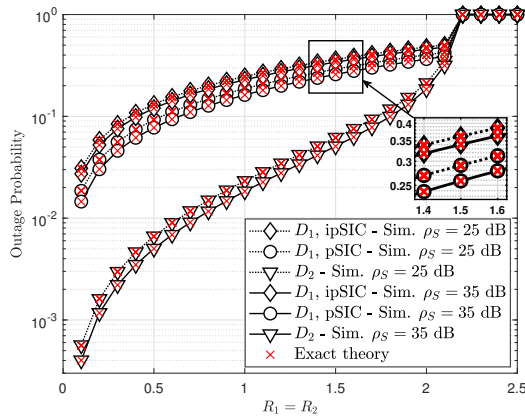 10^0
10^-1
10^-2
10^-3
Outage Probability
0.4
0.35
0.3
0.25
1.4 1.5 1.6
D_1, ipSIC - Sim. ρ_S = 25 dB
D_1, pSIC - Sim. ρ_S = 25 dB
D_2 - Sim. ρ_S = 25 dB
D_1, ipSIC - Sim. ρ_S = 35 dB
D_1, pSIC - Sim. ρ_S = 35 dB
D_2 - Sim. ρ_S = 35 dB
Exact theory
0 0.5 1.0 1.5 2.0 2.5
R_1 = R_2